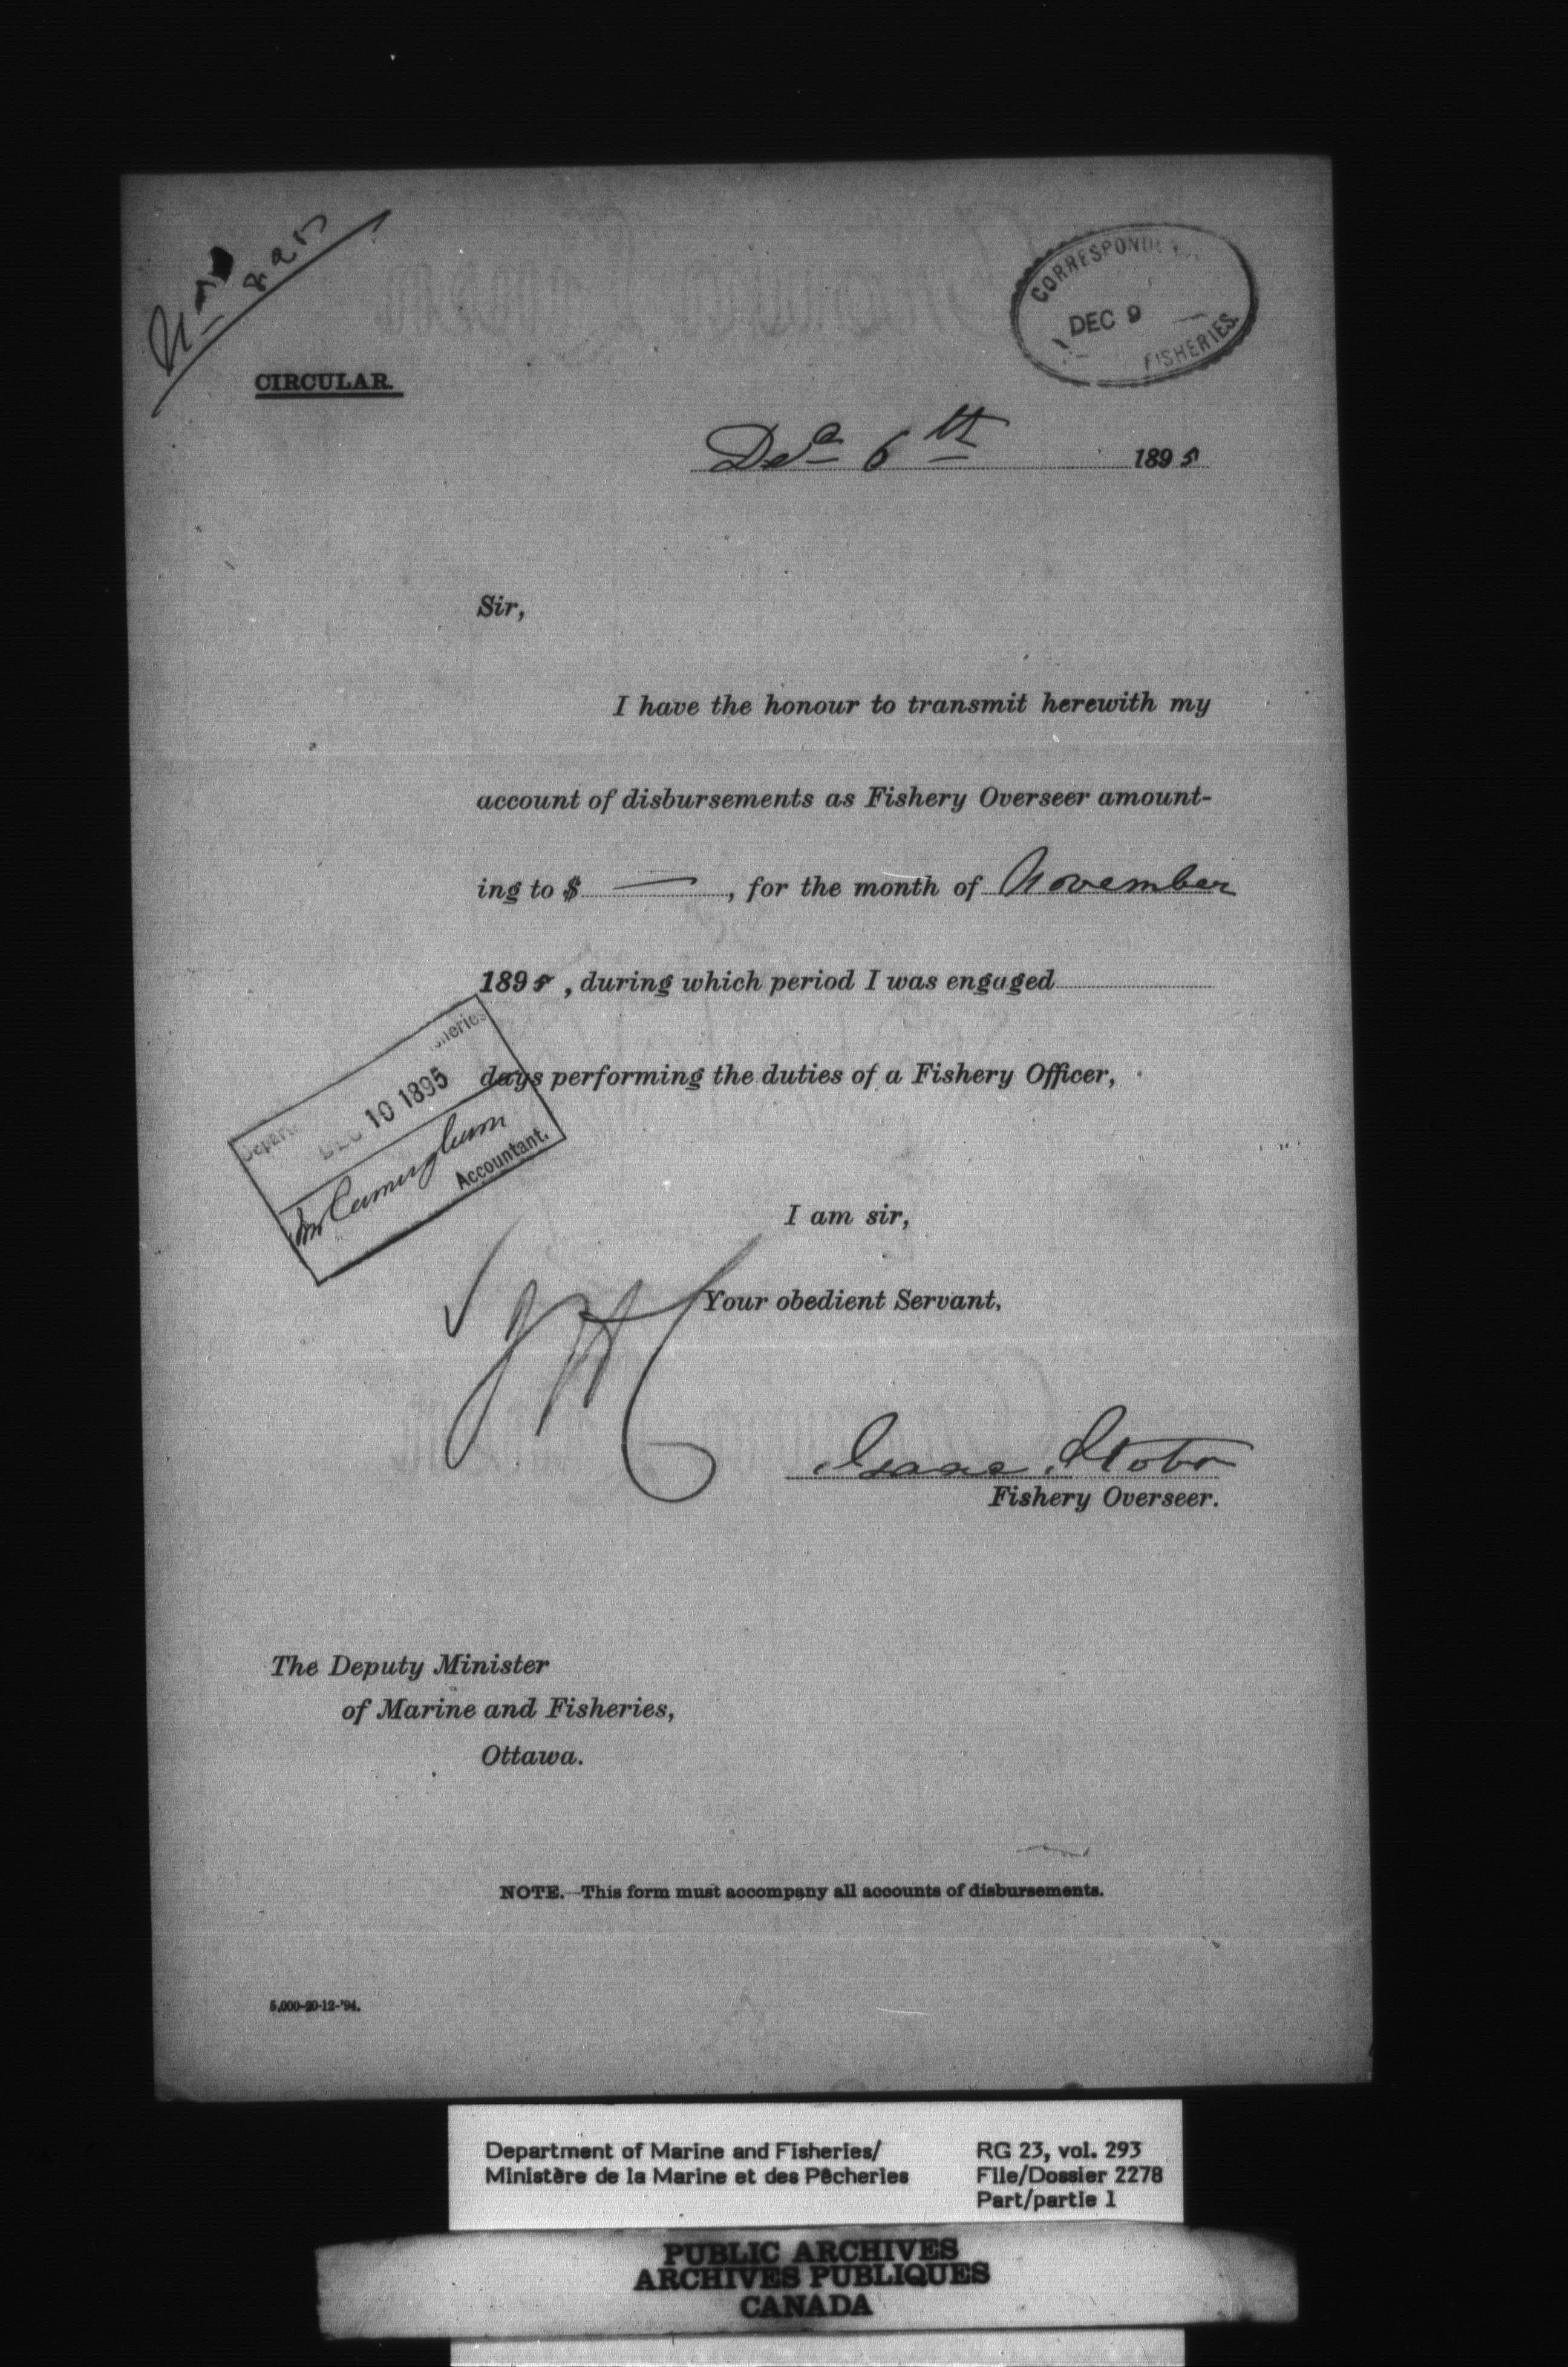 CIRCULAR.
CORRESPONDE
DEC 9
FISHERIES.
Dec 6th 1895
Sir,
I have the honour to transmit herewith my
account of disbursements as Fishery Overseer amount-
ing to $ — , for the month of November
1895 , during which period I was engaged
days performing the duties of a Fishery Officer,
DEC 10 1895
Accountant.
I am sir,
Your obedient Servant,
Isaac Stobo
Fishery Overseer.
The Deputy Minister
of Marine and Fisheries,
Ottawa.
NOTE.—This form must accompany all accounts of disbursements.
5,000-20-12-'94.
Department of Marine and Fisheries/ RG 23, vol. 293
Ministère de la Marine et des Pêcheries File/Dossier 2278
Part/partie 1
PUBLIC ARCHIVES
ARCHIVES PUBLIQUES
CANADA